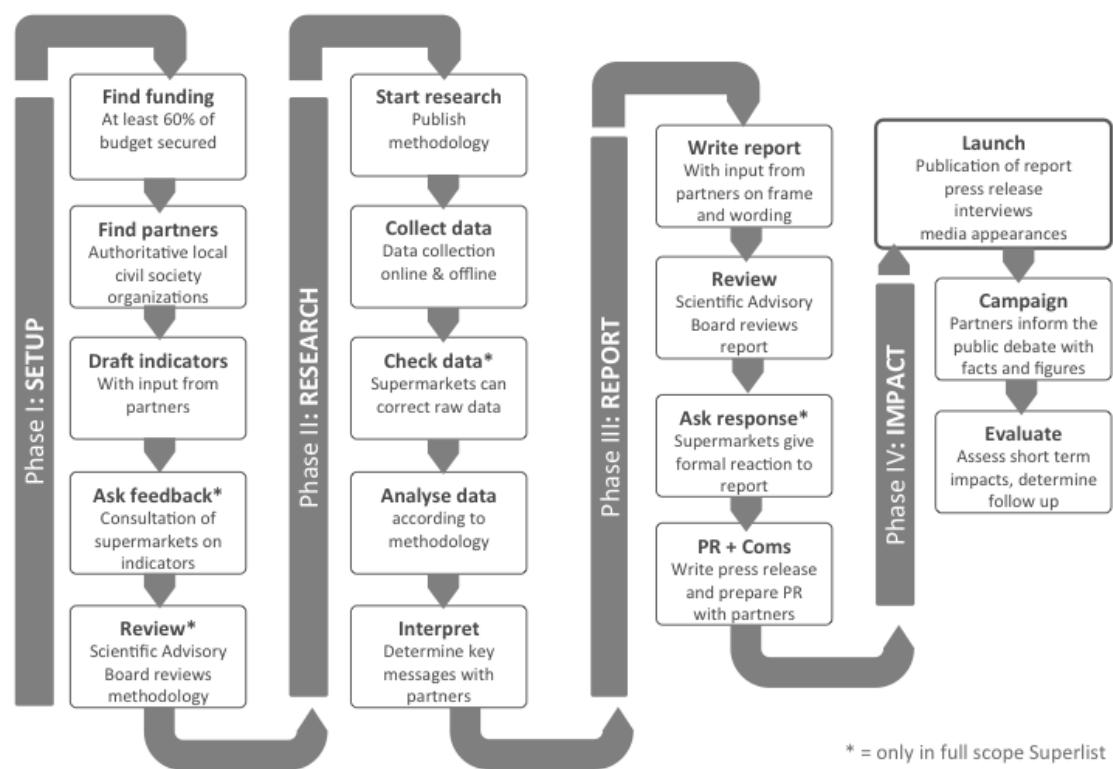 Phase I: SETUP
Find funding
At least 60% of
budget secured
Find partners
Authoritative local
civil society
organizations
Draft indicators
With input from
partners
Ask feedback*
Consultation of
supermarkets on
indicators
Review*
Scientific Advisory
Board reviews
methodology
Phase II: RESEARCH
Start research
Publish
methodology
Collect data
Data collection
online & offline
Check data*
Supermarkets can
correct raw data
Analyse data
according to
methodology
Interpret
Determine key
messages with
partners
Phase III: REPORT
Write report
With input from
partners on frame
and wording
Review
Scientific Advisory
Board reviews
report
Ask response*
Supermarkets give
formal reaction to
report
PR + Coms
Write press release
and prepare PR
with partners
Phase IV: IMPACT
Launch
Publication of report
press release
interviews
media appearances
Campaign
Partners inform the
public debate with
facts and figures
Evaluate
Assess short term
impacts, determine
follow up
* = only in full scope Superlist